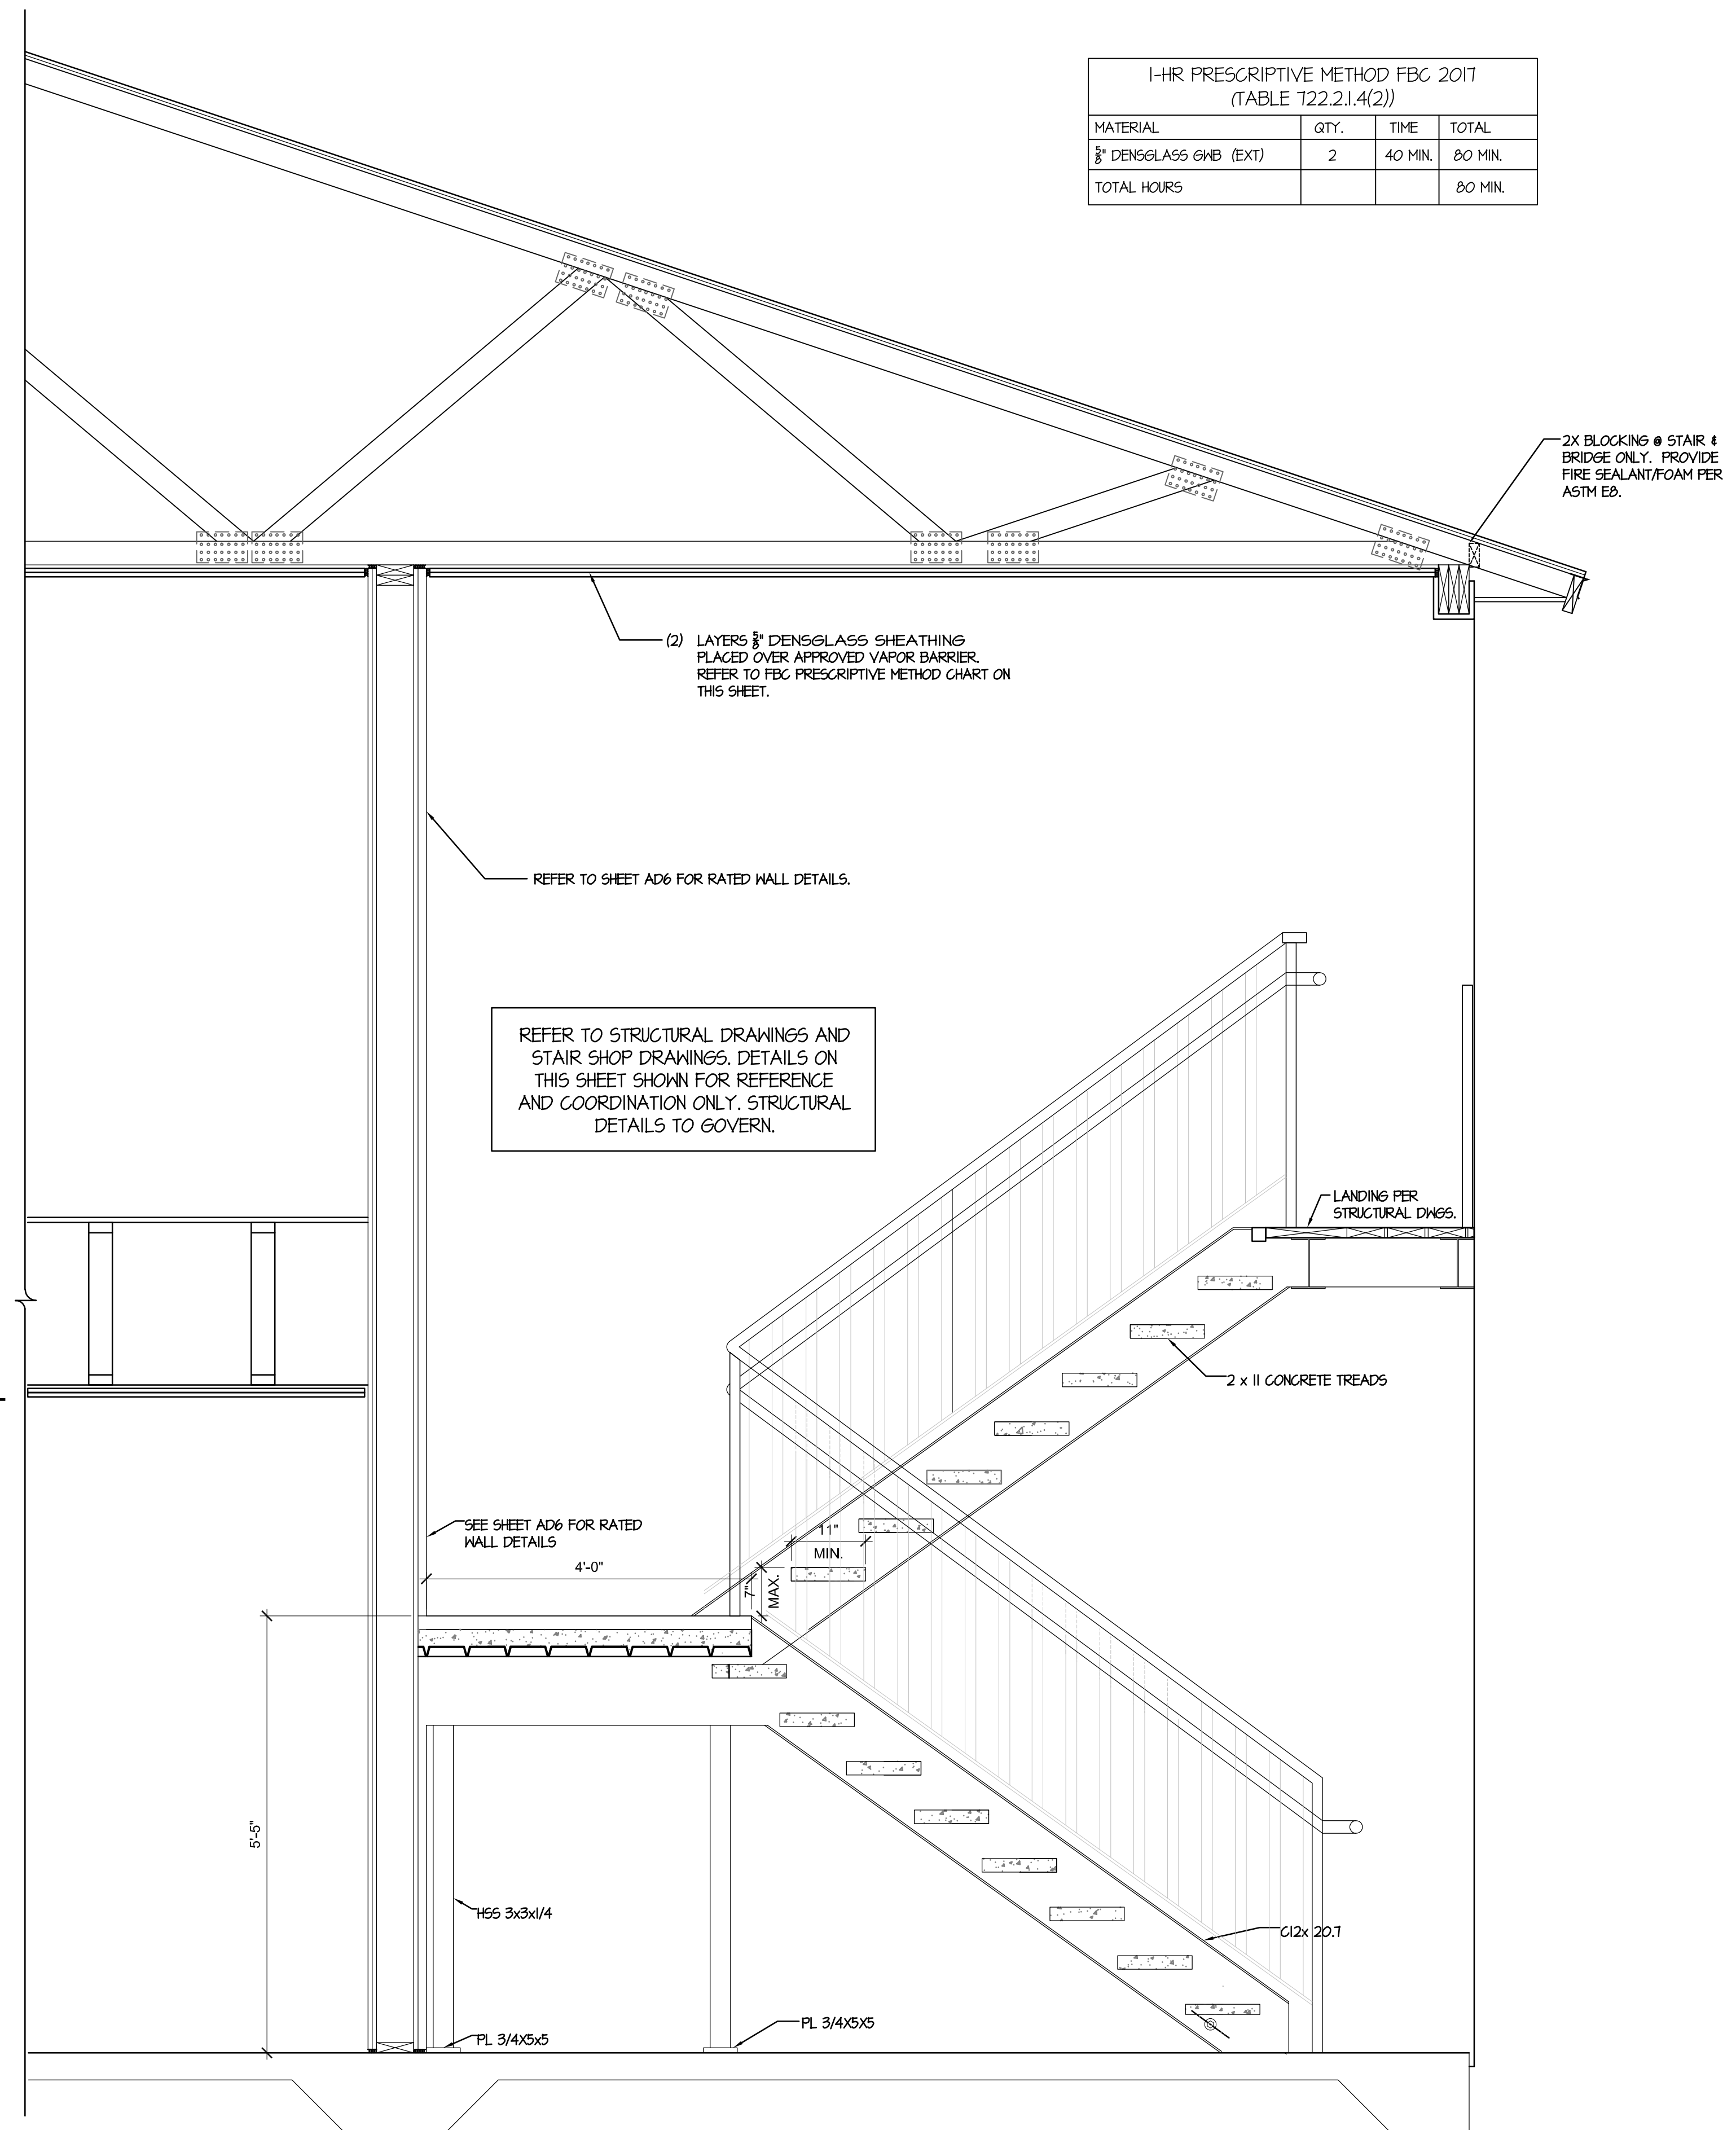 1-HR PRESCRIPTIVE METHOD FBC 2017
(TABLE 722.2.1.4(2))
MATERIAL QTY. TIME TOTAL
5/8" DENSGLASS GWB (EXT) 2 40 MIN. 80 MIN.
TOTAL HOURS 80 MIN.
2X BLOCKING @ STAIR &
BRIDGE ONLY. PROVIDE
FIRE SEALANT/FOAM PER
ASTM E8.
(2) LAYERS 5/8" DENSGLASS SHEATHING
PLACED OVER APPROVED VAPOR BARRIER.
REFER TO FBC PRESCRIPTIVE METHOD CHART ON
THIS SHEET.
REFER TO SHEET AD6 FOR RATED WALL DETAILS.
REFER TO STRUCTURAL DRAWINGS AND
STAIR SHOP DRAWINGS. DETAILS ON
THIS SHEET SHOWN FOR REFERENCE
AND COORDINATION ONLY. STRUCTURAL
DETAILS TO GOVERN.
LANDING PER
STRUCTURAL DWGS.
2 x 11 CONCRETE TREADS
SEE SHEET AD6 FOR RATED
WALL DETAILS
4'-0"
11"
MIN.
7"
MAX.
5'-5"
HSS 3x3x1/4
C12x 20.7
PL 3/4X5x5
PL 3/4X5X5